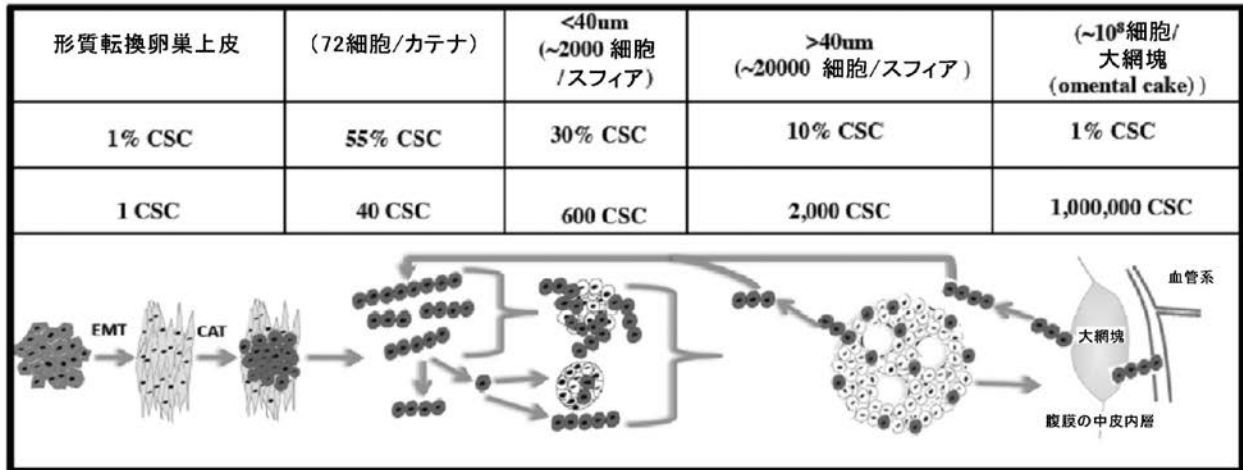 形質転換卵巣上皮
(72細胞/カテナ)
<40um
(~2000 細胞
/スフィア)
>40um
(~20000 細胞/スフィア)
(~10⁸細胞/
大網塊
(omental cake))
1% CSC
55% CSC
30% CSC
10% CSC
1% CSC
1 CSC
40 CSC
600 CSC
2,000 CSC
1,000,000 CSC
EMT
CAT
血管系
大網塊
腹膜の中皮内層